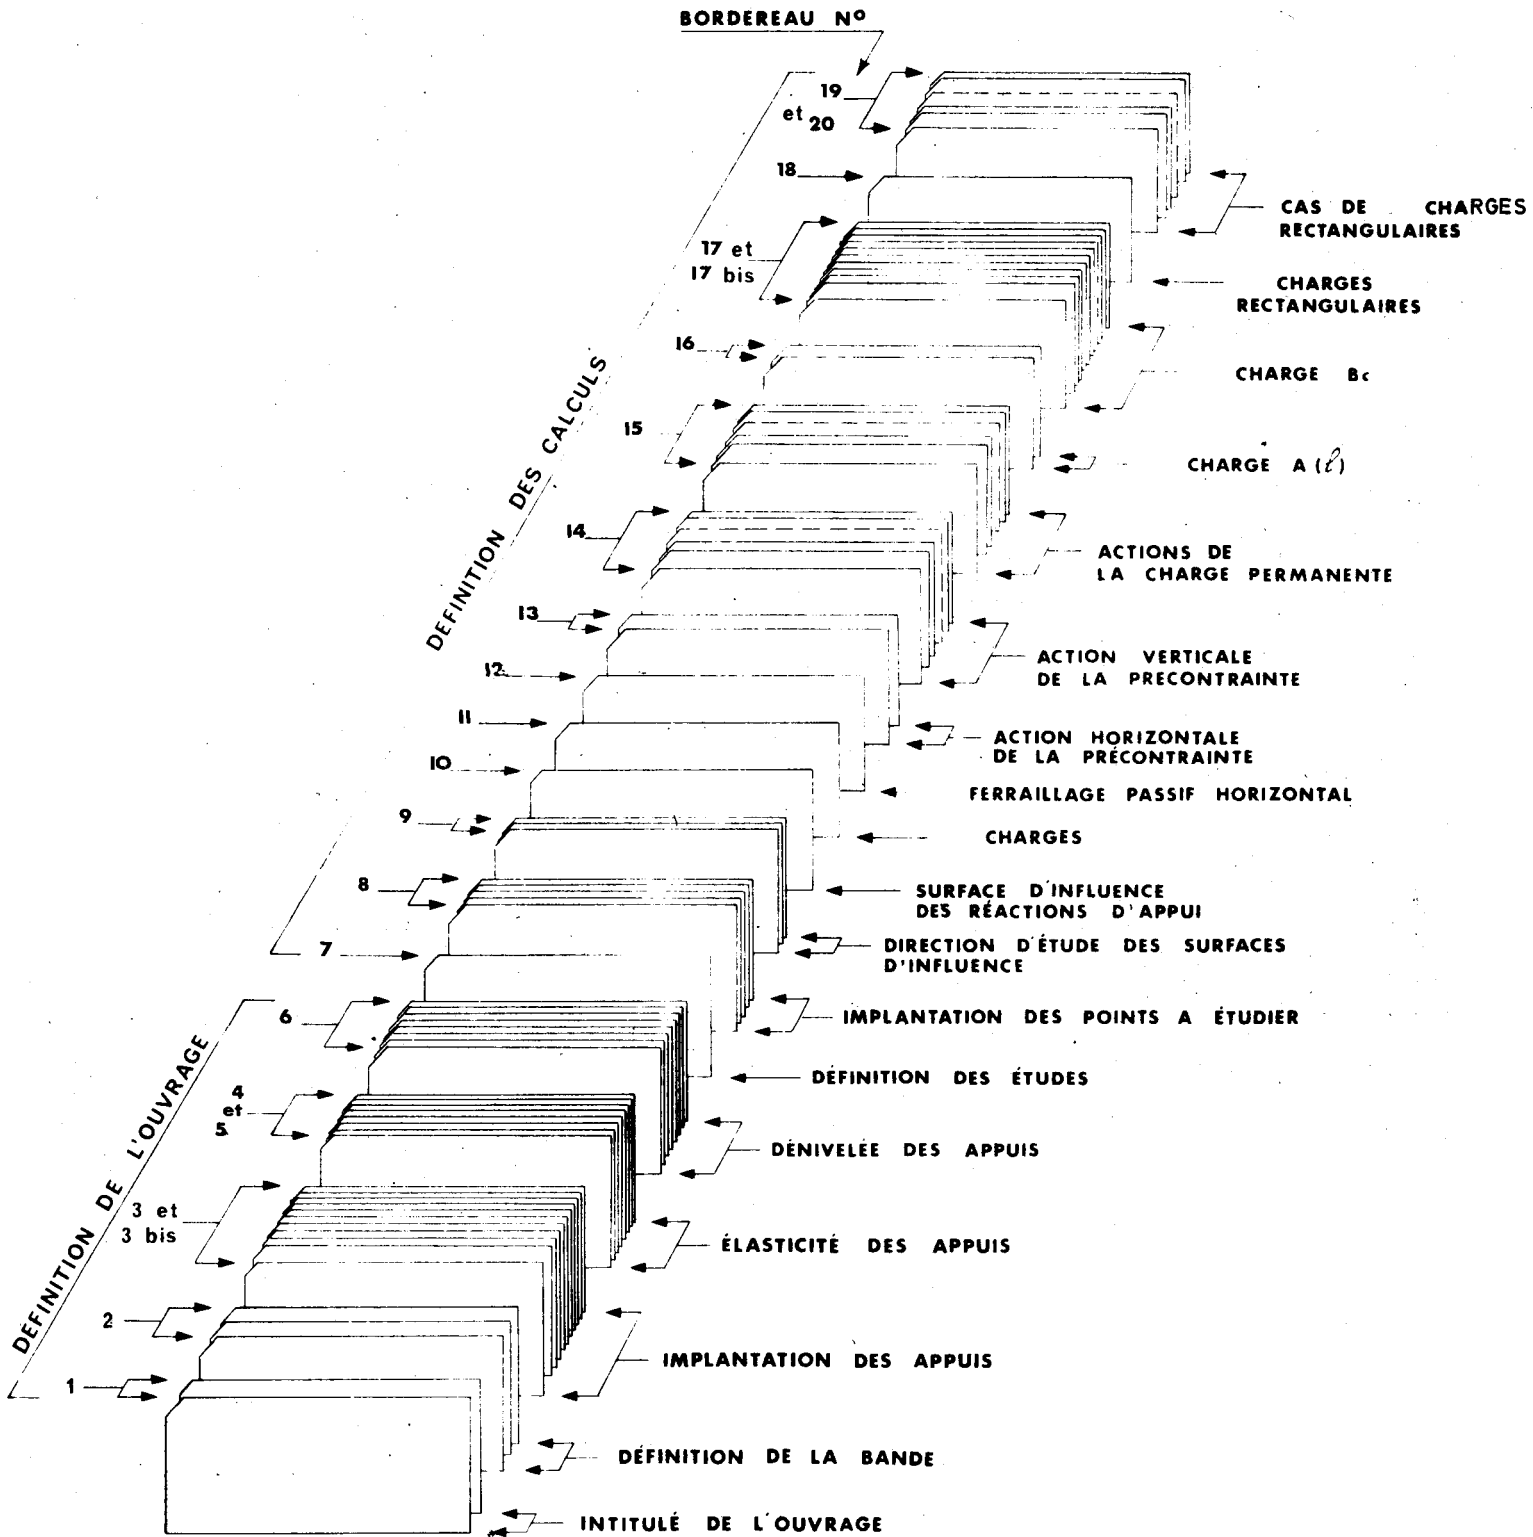 BORDEREAU Nº
19
et 20
18
17 et
17 bis
16
15
14
13
12
11
10
9
8
7
6
4
et
5
3 et
3 bis
2
1
DEFINITION DES CALCULS
DÉFINITION DE L'OUVRAGE
CAS DE CHARGES
RECTANGULAIRES
CHARGES
RECTANGULAIRES
CHARGE Bc
CHARGE A (ℓ)
ACTIONS DE
LA CHARGE PERMANENTE
ACTION VERTICALE
DE LA PRECONTRAINTE
ACTION HORIZONTALE
DE LA PRÉCONTRAINTE
FERRAILLAGE PASSIF HORIZONTAL
CHARGES
SURFACE D'INFLUENCE
DES RÉACTIONS D'APPUI
DIRECTION D'ÉTUDE DES SURFACES
D'INFLUENCE
IMPLANTATION DES POINTS A ÉTUDIER
DÉFINITION DES ÉTUDES
DÉNIVELÉE DES APPUIS
ÉLASTICITÉ DES APPUIS
IMPLANTATION DES APPUIS
DÉFINITION DE LA BANDE
INTITULÉ DE L'OUVRAGE